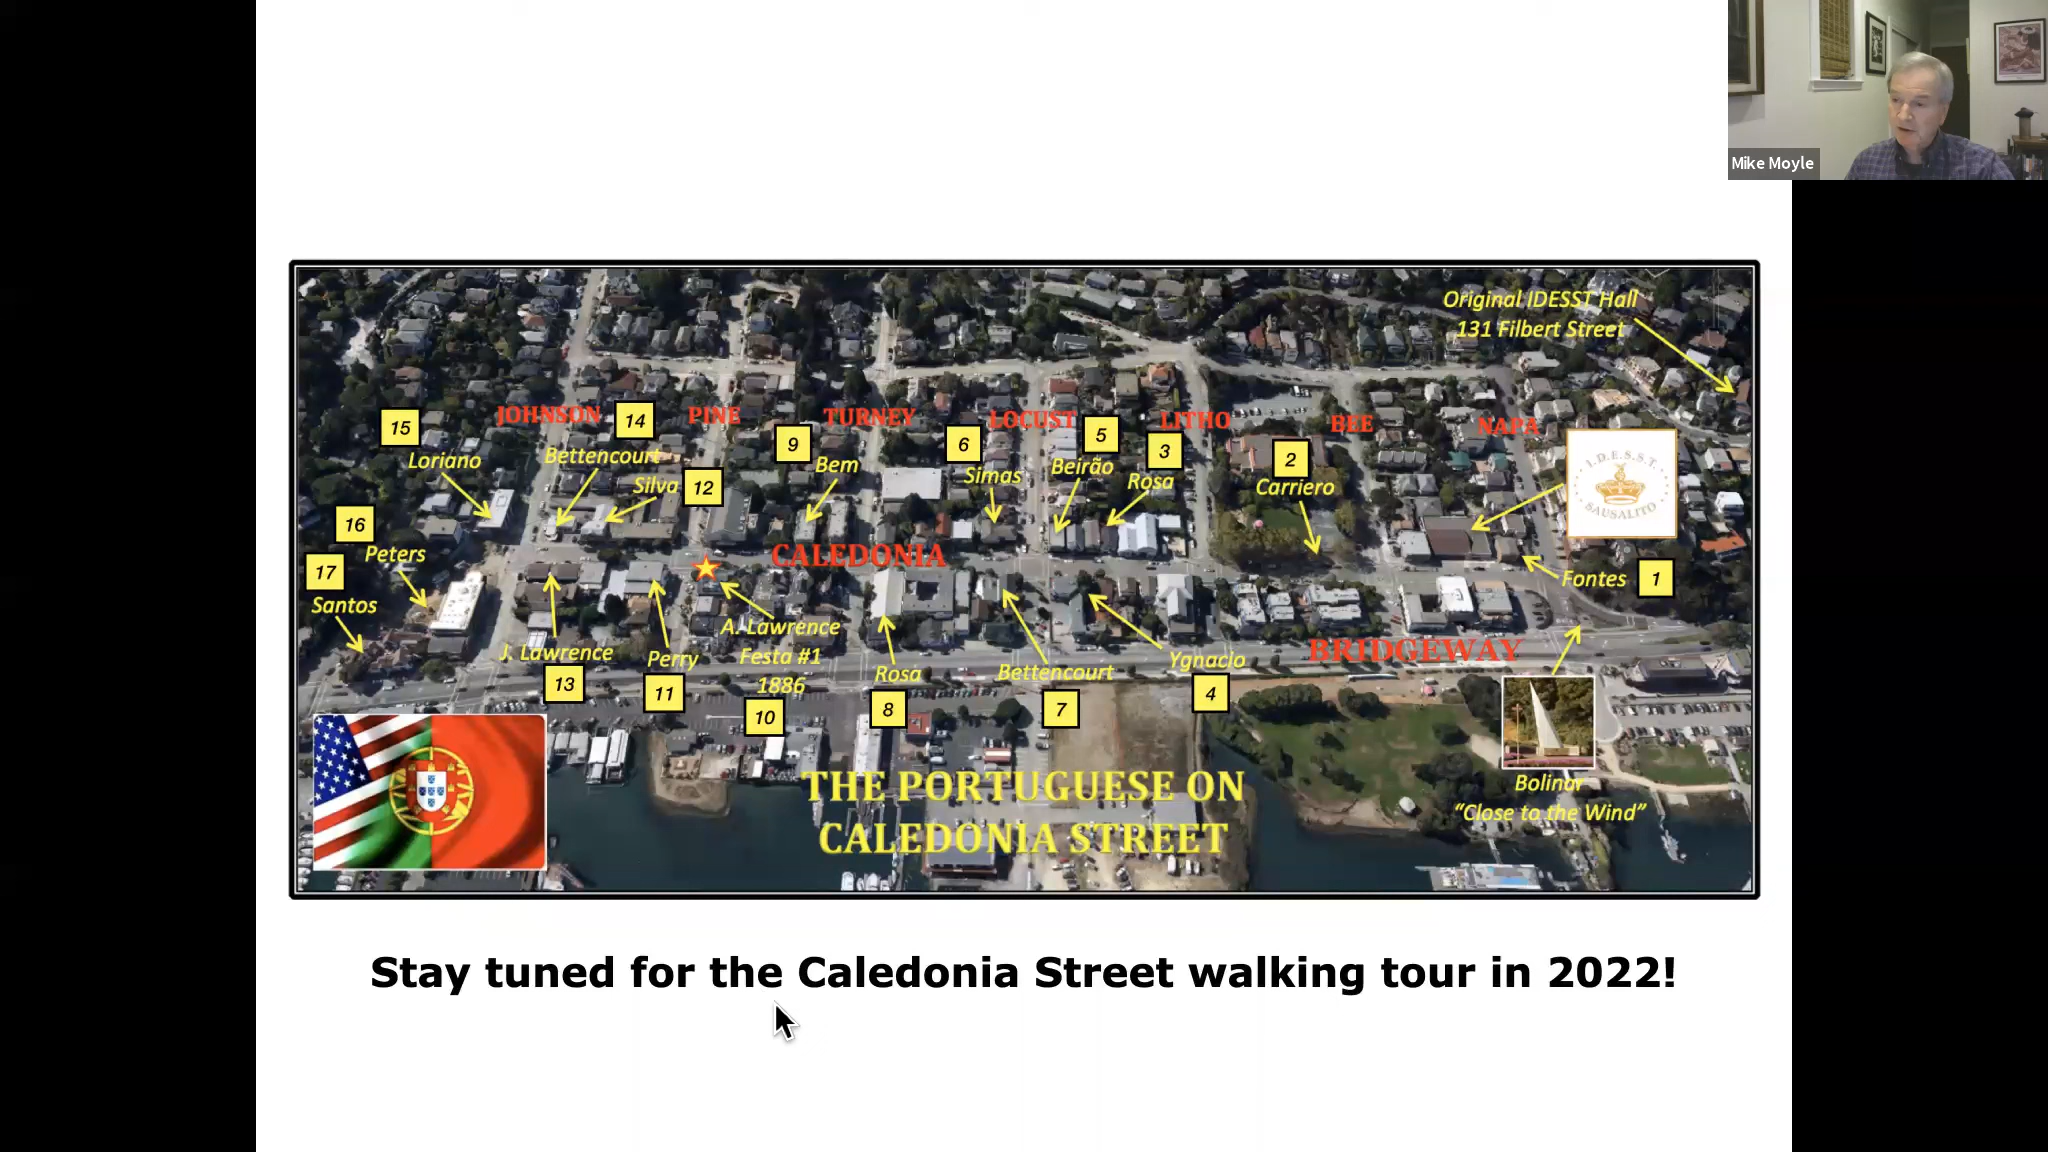 Mike Moyle
Original IDESST Hall
131 Filbert Street
JOHNSON
14
PINE
TURNEY
LOCUST
5
LITHO
BEE
NAPA
15
Loriano
Bettencourt
9
Bem
6
Simas
Beirão
3
Rosa
2
Carriero
I.D.E.S.S.T.
SAUSALITO
Silva
12
16
Peters
17
Santos
CALEDONIA
Fontes
1
J. Lawrence
13
Perry
11
A. Lawrence
Festa #1
1886
10
Rosa
8
Bettencourt
7
Ygnacio
4
BRIDGEWAY
Bolinar
“Close to the Wind”
THE PORTUGUESE ON
CALEDONIA STREET
Stay tuned for the Caledonia Street walking tour in 2022!